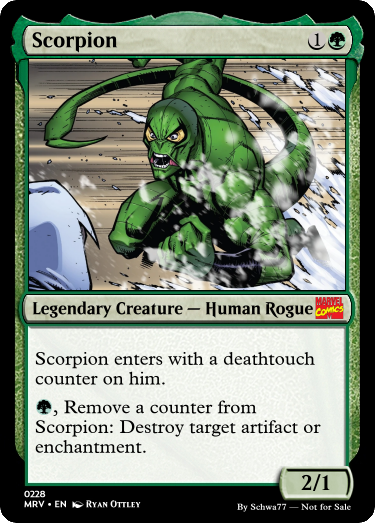 Scorpion 1
Legendary Creature — Human Rogue MARVEL COMICS
Scorpion enters with a deathtouch
counter on him.
, Remove a counter from
Scorpion: Destroy target artifact or
enchantment.
2/1
0228
MRV • EN Ryan Ottley
By Schwa77 — Not for Sale